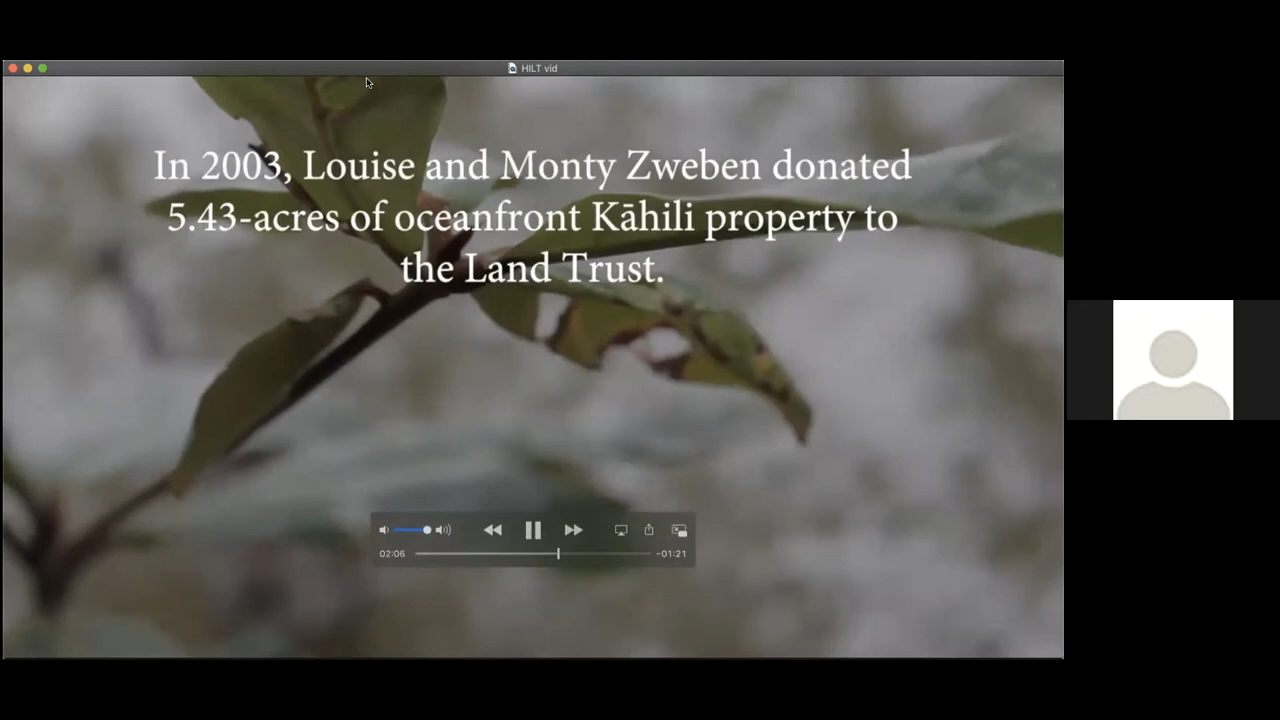 HILT vid
In 2003, Louise and Monty Zweben donated
5.43-acres of oceanfront Kāhili property to
the Land Trust.
02:06
-01:21